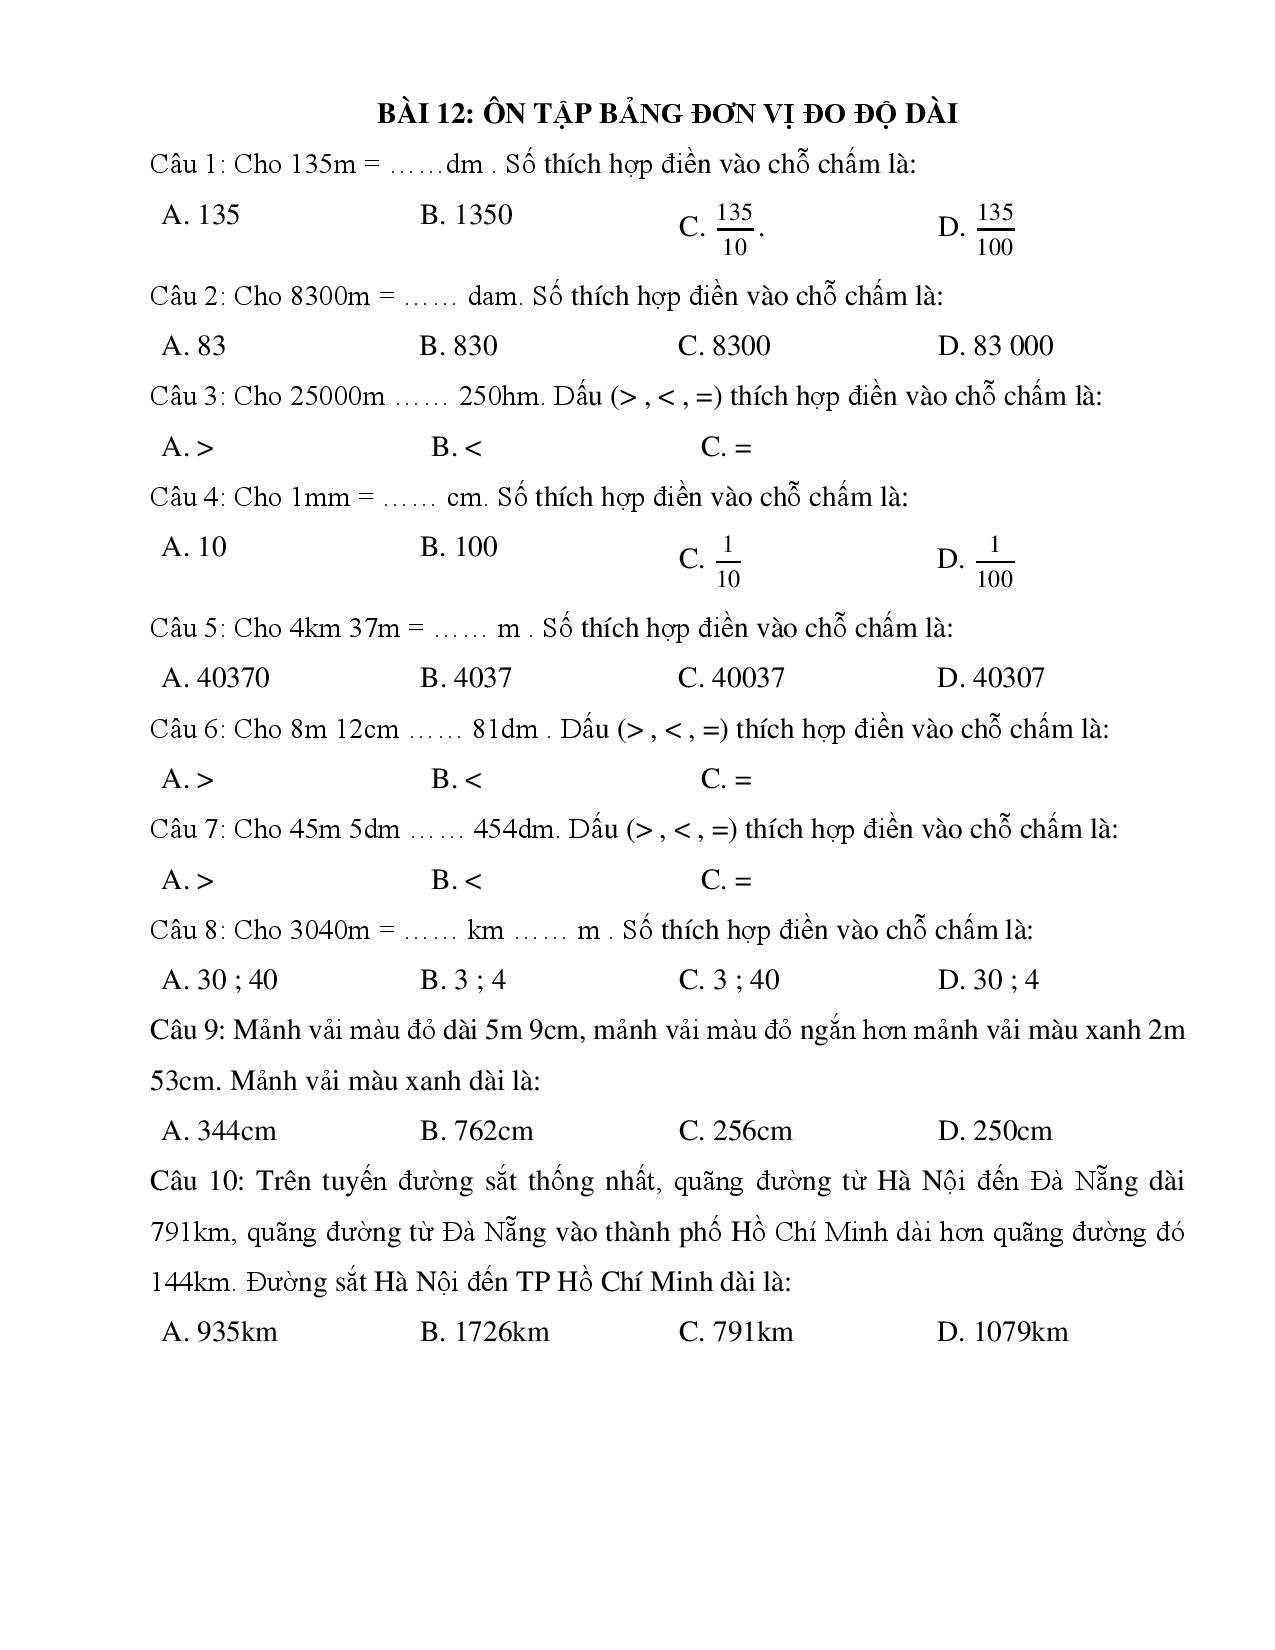 BÀI 12: ÔN TẬP BẢNG ĐƠN VỊ ĐO ĐỘ DÀI
Câu 1: Cho 135m = ……dm . Số thích hợp điền vào chỗ chấm là:
A. 135 B. 1350 C. 135/10 . D. 135/100
Câu 2: Cho 8300m = …… dam. Số thích hợp điền vào chỗ chấm là:
A. 83 B. 830 C. 8300 D. 83 000
Câu 3: Cho 25000m …… 250hm. Dấu (> , < , =) thích hợp điền vào chỗ chấm là:
A. > B. < C. =
Câu 4: Cho 1mm = …… cm. Số thích hợp điền vào chỗ chấm là:
A. 10 B. 100 C. 1/10 D. 1/100
Câu 5: Cho 4km 37m = …… m . Số thích hợp điền vào chỗ chấm là:
A. 40370 B. 4037 C. 40037 D. 40307
Câu 6: Cho 8m 12cm …… 81dm . Dấu (> , < , =) thích hợp điền vào chỗ chấm là:
A. > B. < C. =
Câu 7: Cho 45m 5dm …… 454dm. Dấu (> , < , =) thích hợp điền vào chỗ chấm là:
A. > B. < C. =
Câu 8: Cho 3040m = …… km …… m . Số thích hợp điền vào chỗ chấm là:
A. 30 ; 40 B. 3 ; 4 C. 3 ; 40 D. 30 ; 4
Câu 9: Mảnh vải màu đỏ dài 5m 9cm, mảnh vải màu đỏ ngắn hơn mảnh vải màu xanh 2m
53cm. Mảnh vải màu xanh dài là:
A. 344cm B. 762cm C. 256cm D. 250cm
Câu 10: Trên tuyến đường sắt thống nhất, quãng đường từ Hà Nội đến Đà Nẵng dài
791km, quãng đường từ Đà Nẵng vào thành phố Hồ Chí Minh dài hơn quãng đường đó
144km. Đường sắt Hà Nội đến TP Hồ Chí Minh dài là:
A. 935km B. 1726km C. 791km D. 1079km